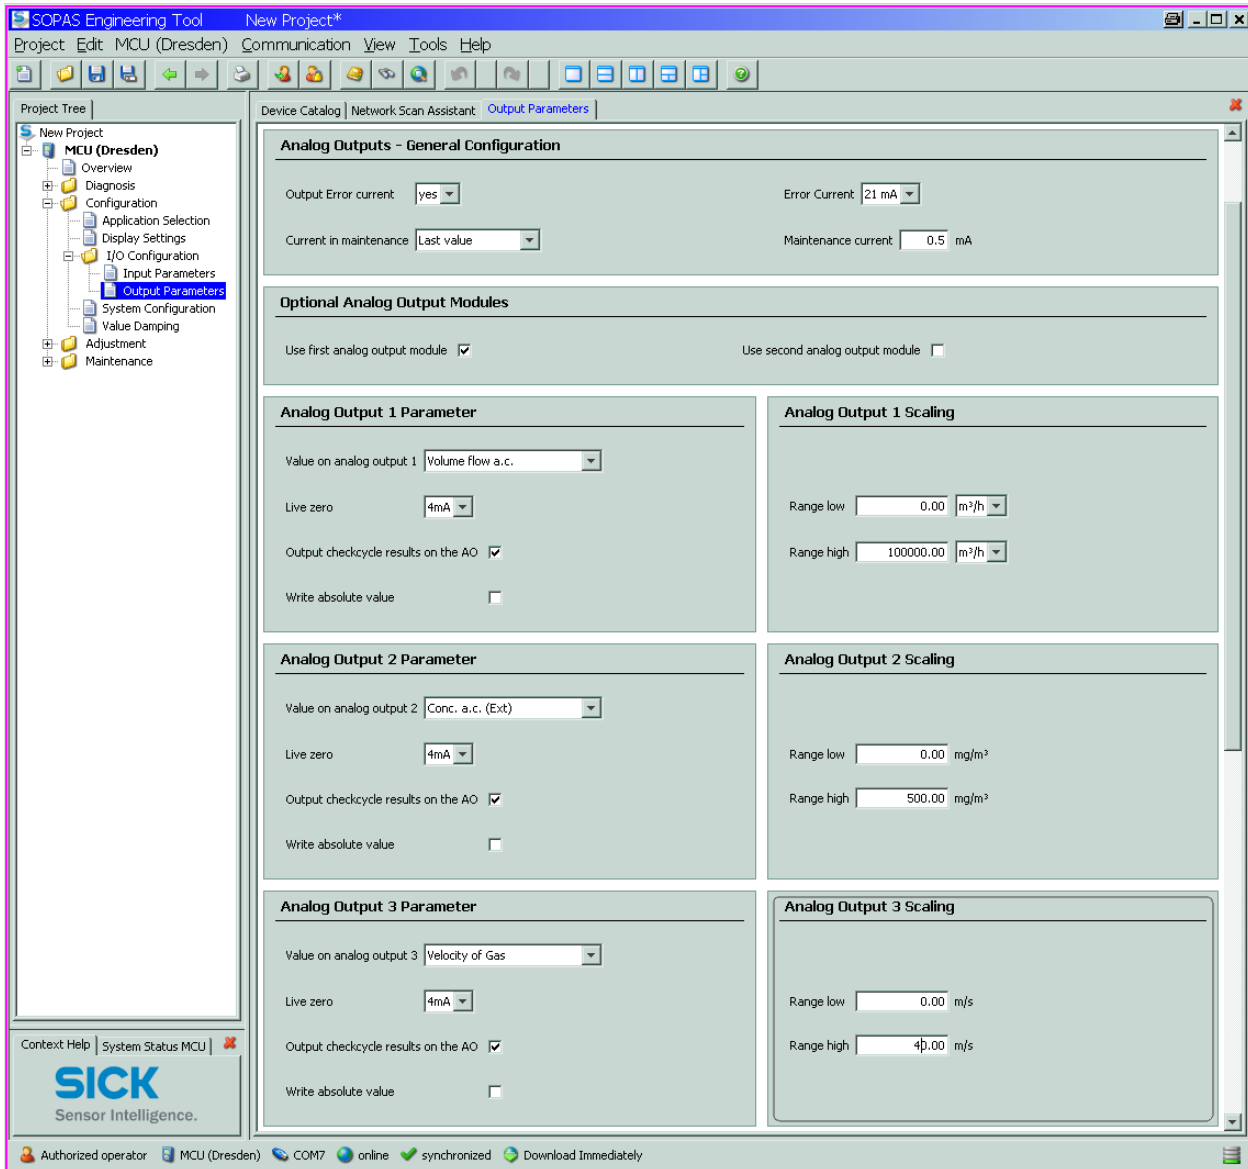 SOPAS Engineering Tool New Project*
Project Edit MCU (Dresden) Communication View Tools Help
Project Tree
New Project
MCU (Dresden)
Overview
Diagnosis
Configuration
Application Selection
Display Settings
I/O Configuration
Input Parameters
Output Parameters
System Configuration
Value Damping
Adjustment
Maintenance
Context Help System Status MCU
SICK
Sensor Intelligence.
Device Catalog Network Scan Assistant Output Parameters
Analog Outputs - General Configuration
Output Error current yes Error Current 21 mA
Current in maintenance Last value Maintenance current 0.5 mA
Optional Analog Output Modules
Use first analog output module Use second analog output module
Analog Output 1 Parameter
Value on analog output 1 Volume flow a.c.
Live zero 4mA
Output checkcycle results on the AO
Write absolute value
Analog Output 1 Scaling
Range low 0.00 m³/h
Range high 100000.00 m³/h
Analog Output 2 Parameter
Value on analog output 2 Conc. a.c. (Ext)
Live zero 4mA
Output checkcycle results on the AO
Write absolute value
Analog Output 2 Scaling
Range low 0.00 mg/m³
Range high 500.00 mg/m³
Analog Output 3 Parameter
Value on analog output 3 Velocity of Gas
Live zero 4mA
Output checkcycle results on the AO
Write absolute value
Analog Output 3 Scaling
Range low 0.00 m/s
Range high 40.00 m/s
Authorized operator MCU (Dresden) COM7 online synchronized Download Immediately